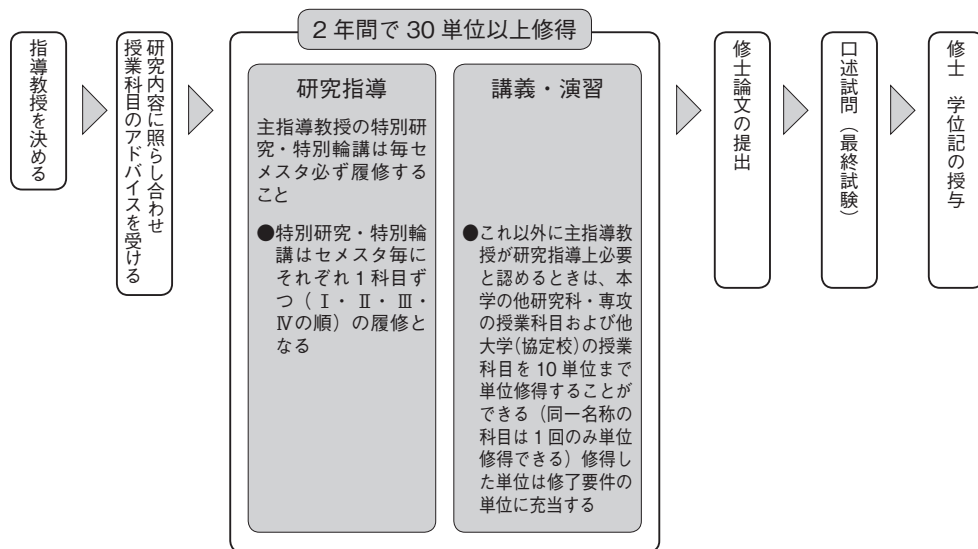 指導教授を決める
研究内容に照らし合わせ
授業科目のアドバイスを受ける
2年間で30単位以上修得
研究指導
主指導教授の特別研
究・特別輪講は毎セ
メスタ必ず履修する
こと
●特別研究・特別輪
講はセメスタ毎に
それぞれ1科目ず
つ（Ⅰ・Ⅱ・Ⅲ・
Ⅳの順）の履修と
なる
講義・演習
●これ以外に主指導教
授が研究指導上必要
と認めるときは、本
学の他研究科・専攻
の授業科目および他
大学(協定校)の授業
科目を10単位まで
単位修得することが
できる（同一名称の
科目は1回のみ単位
修得できる）修得し
た単位は修了要件の
単位に充当する
修士論文の提出
口述試問（最終試験）
修士　学位記の授与